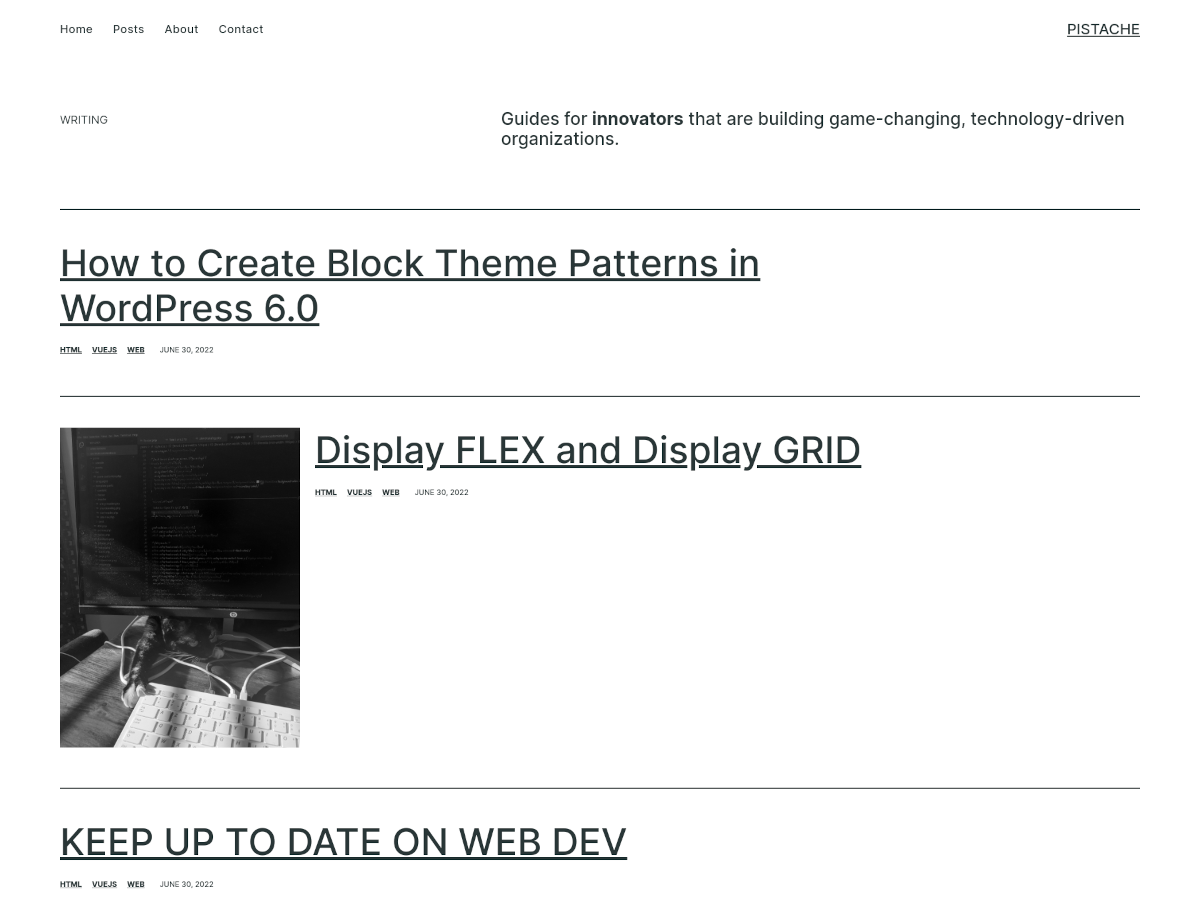 Home Posts About Contact PISTACHE
WRITING
Guides for innovators that are building game-changing, technology-driven
organizations.
How to Create Block Theme Patterns in
WordPress 6.0
HTML VUEJS WEB JUNE 30, 2022
Display FLEX and Display GRID
HTML VUEJS WEB JUNE 30, 2022
KEEP UP TO DATE ON WEB DEV
HTML VUEJS WEB JUNE 30, 2022